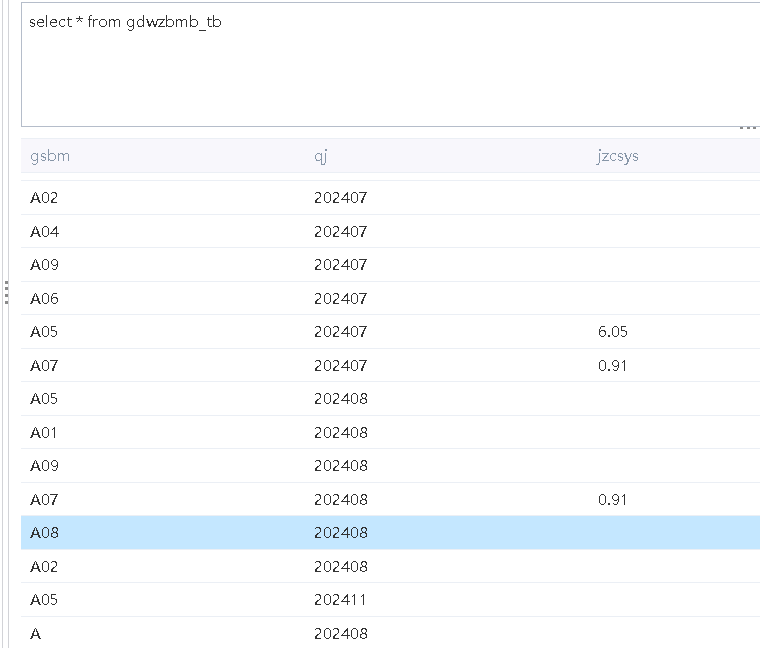 select * from gdwzbmb_tb
gsbm qj jzcsys
A02 202407
A04 202407
A09 202407
A06 202407
A05 202407 6.05
A07 202407 0.91
A05 202408
A01 202408
A09 202408
A07 202408 0.91
A08 202408
A02 202408
A05 202411
A 202408